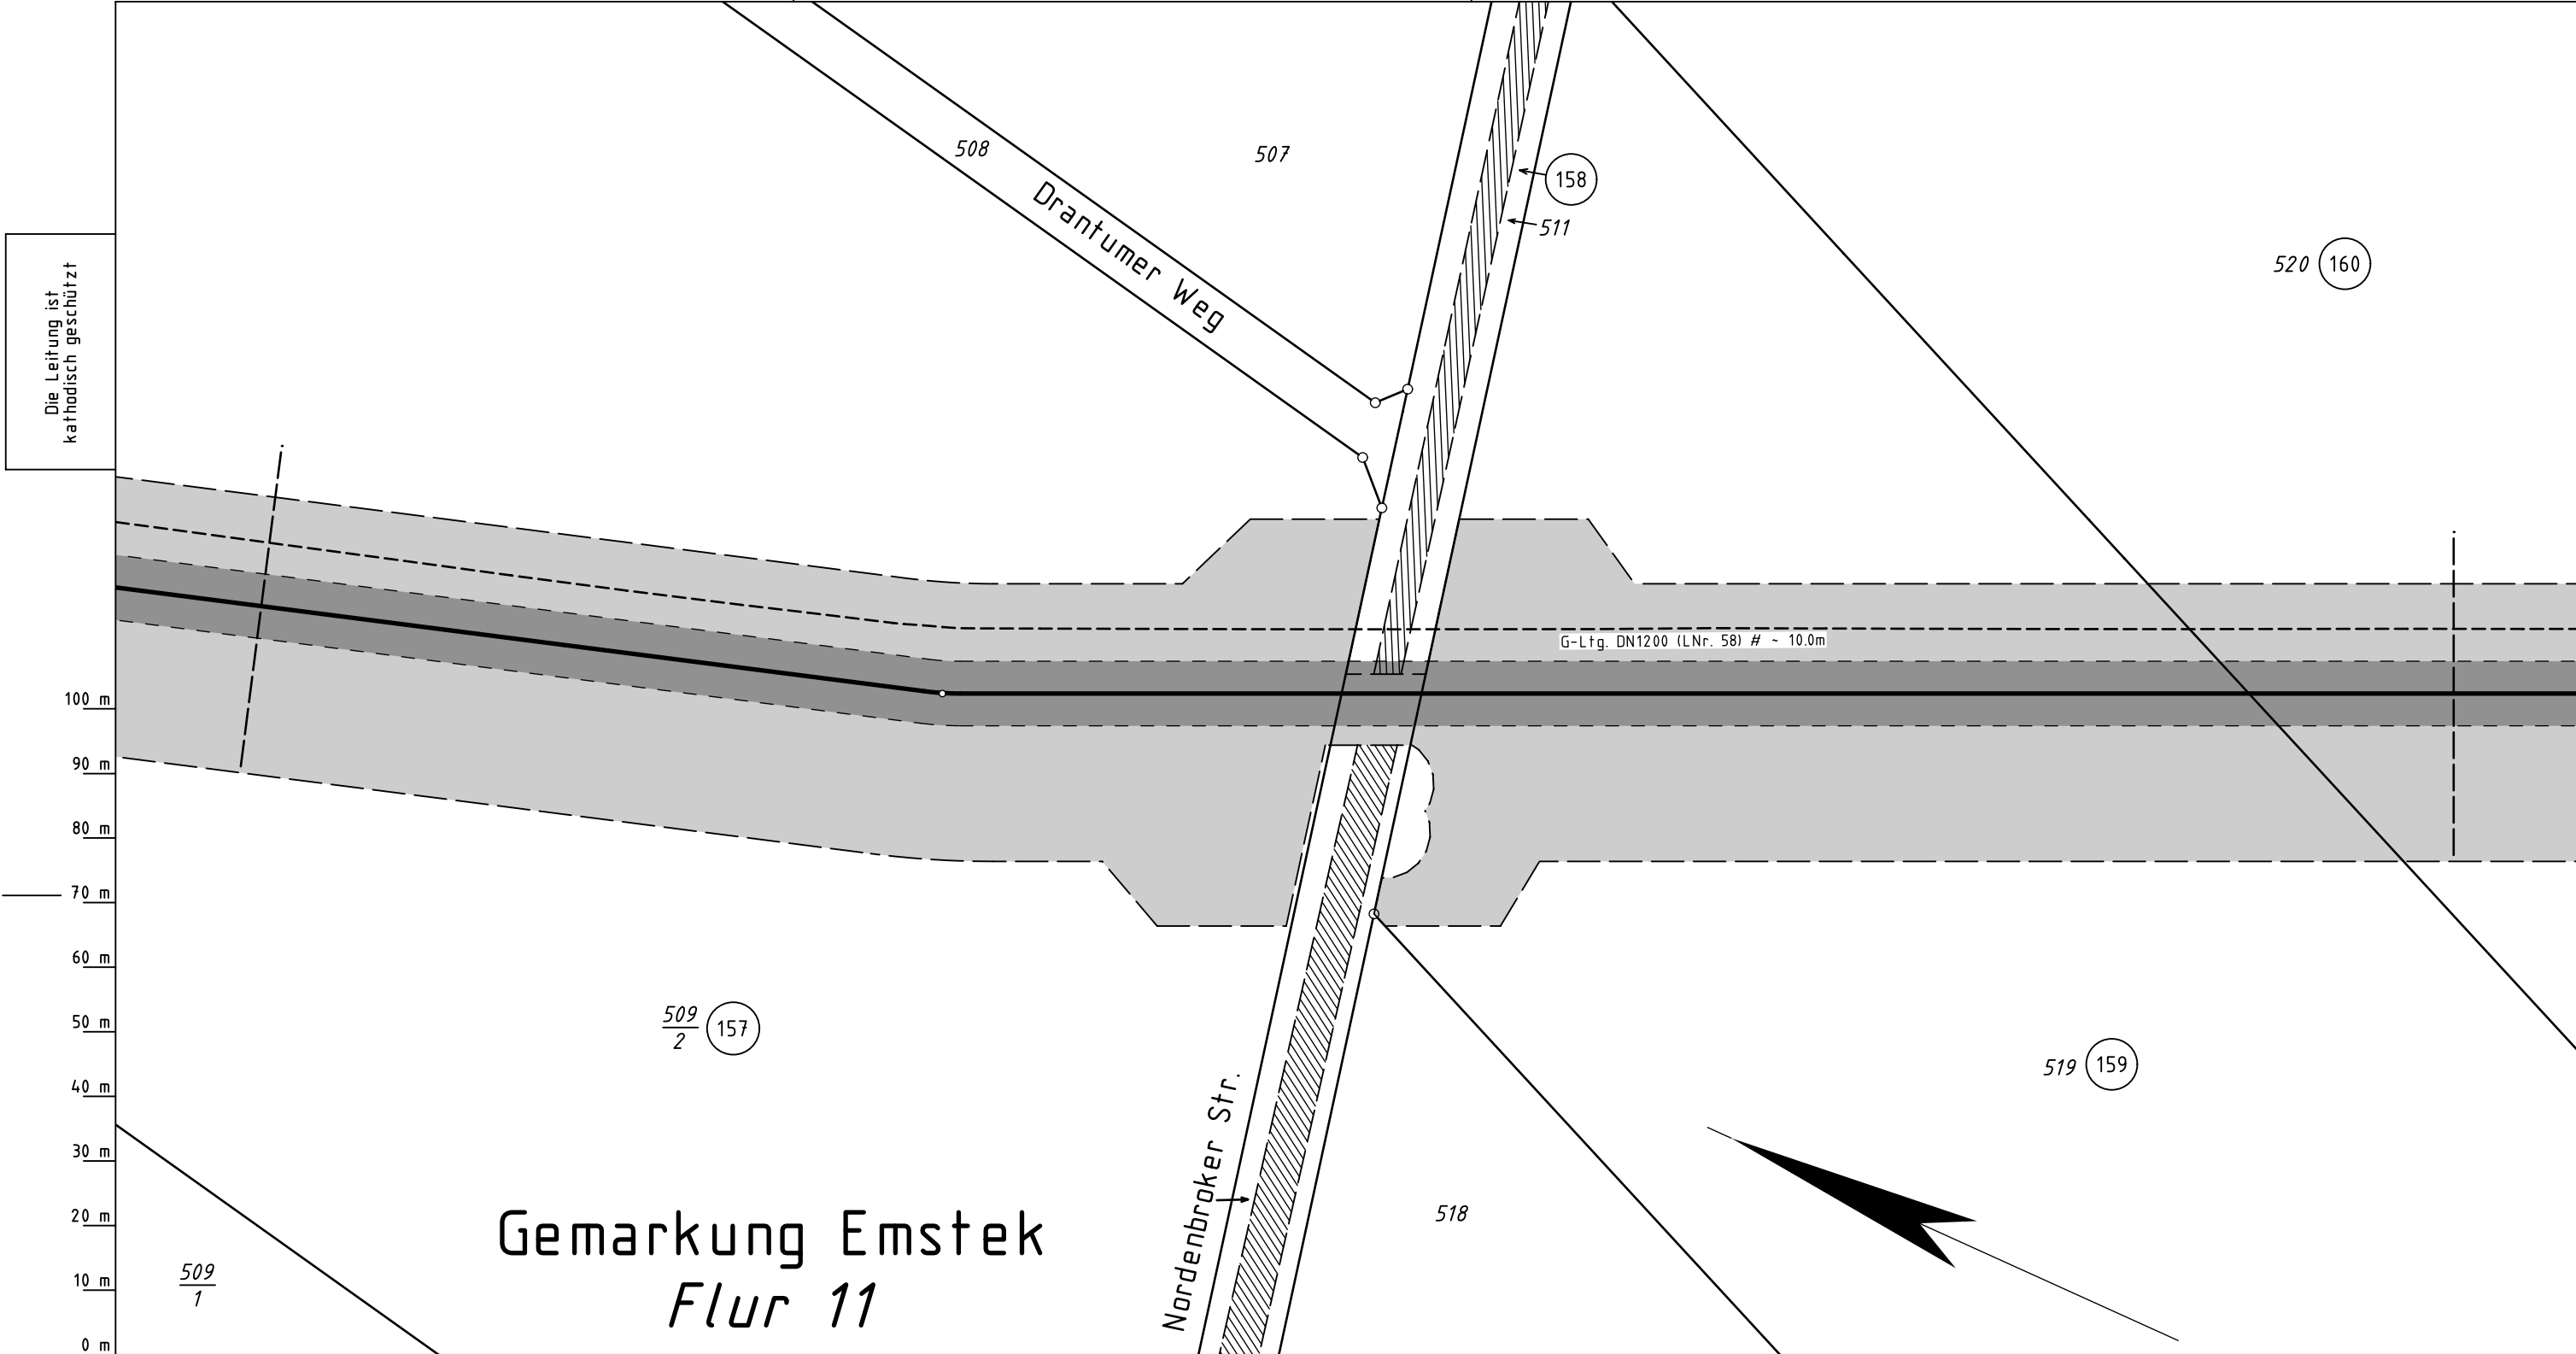 508
507
Drantumer Weg
158
511
520 160
Die Leitung ist
kathodisch geschützt
G-Ltg. DN1200 (LNr. 58) # ~ 10.0m
100 m
90 m
80 m
70 m
60 m
50 m
40 m
30 m
20 m
10 m
0 m
509
2
157
519 159
Nordenbroker Str.
518
Gemarkung Emstek
Flur 11
509
1